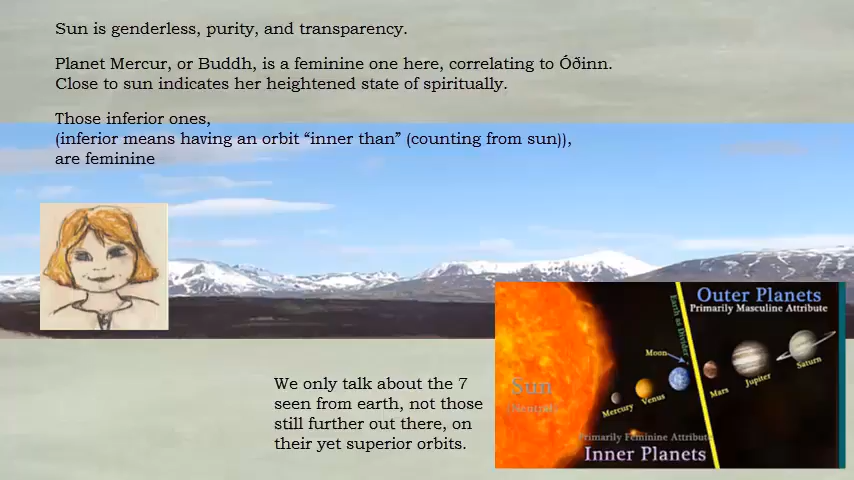 Sun is genderless, purity, and transparency.
Planet Mercur, or Buddh, is a feminine one here, correlating to Óðinn.
Close to sun indicates her heightened state of spiritually.
Those inferior ones,
(inferior means having an orbit “inner than” (counting from sun)),
are feminine
We only talk about the 7
seen from earth, not those
still further out there, on
their yet superior orbits.
Outer Planets
Primarily Masculine Attribute
Earth as Divider
Moon
Sun
(Neutral)
Mercury
Venus
Mars
Jupiter
Saturn
Primarily Feminine Attribute
Inner Planets